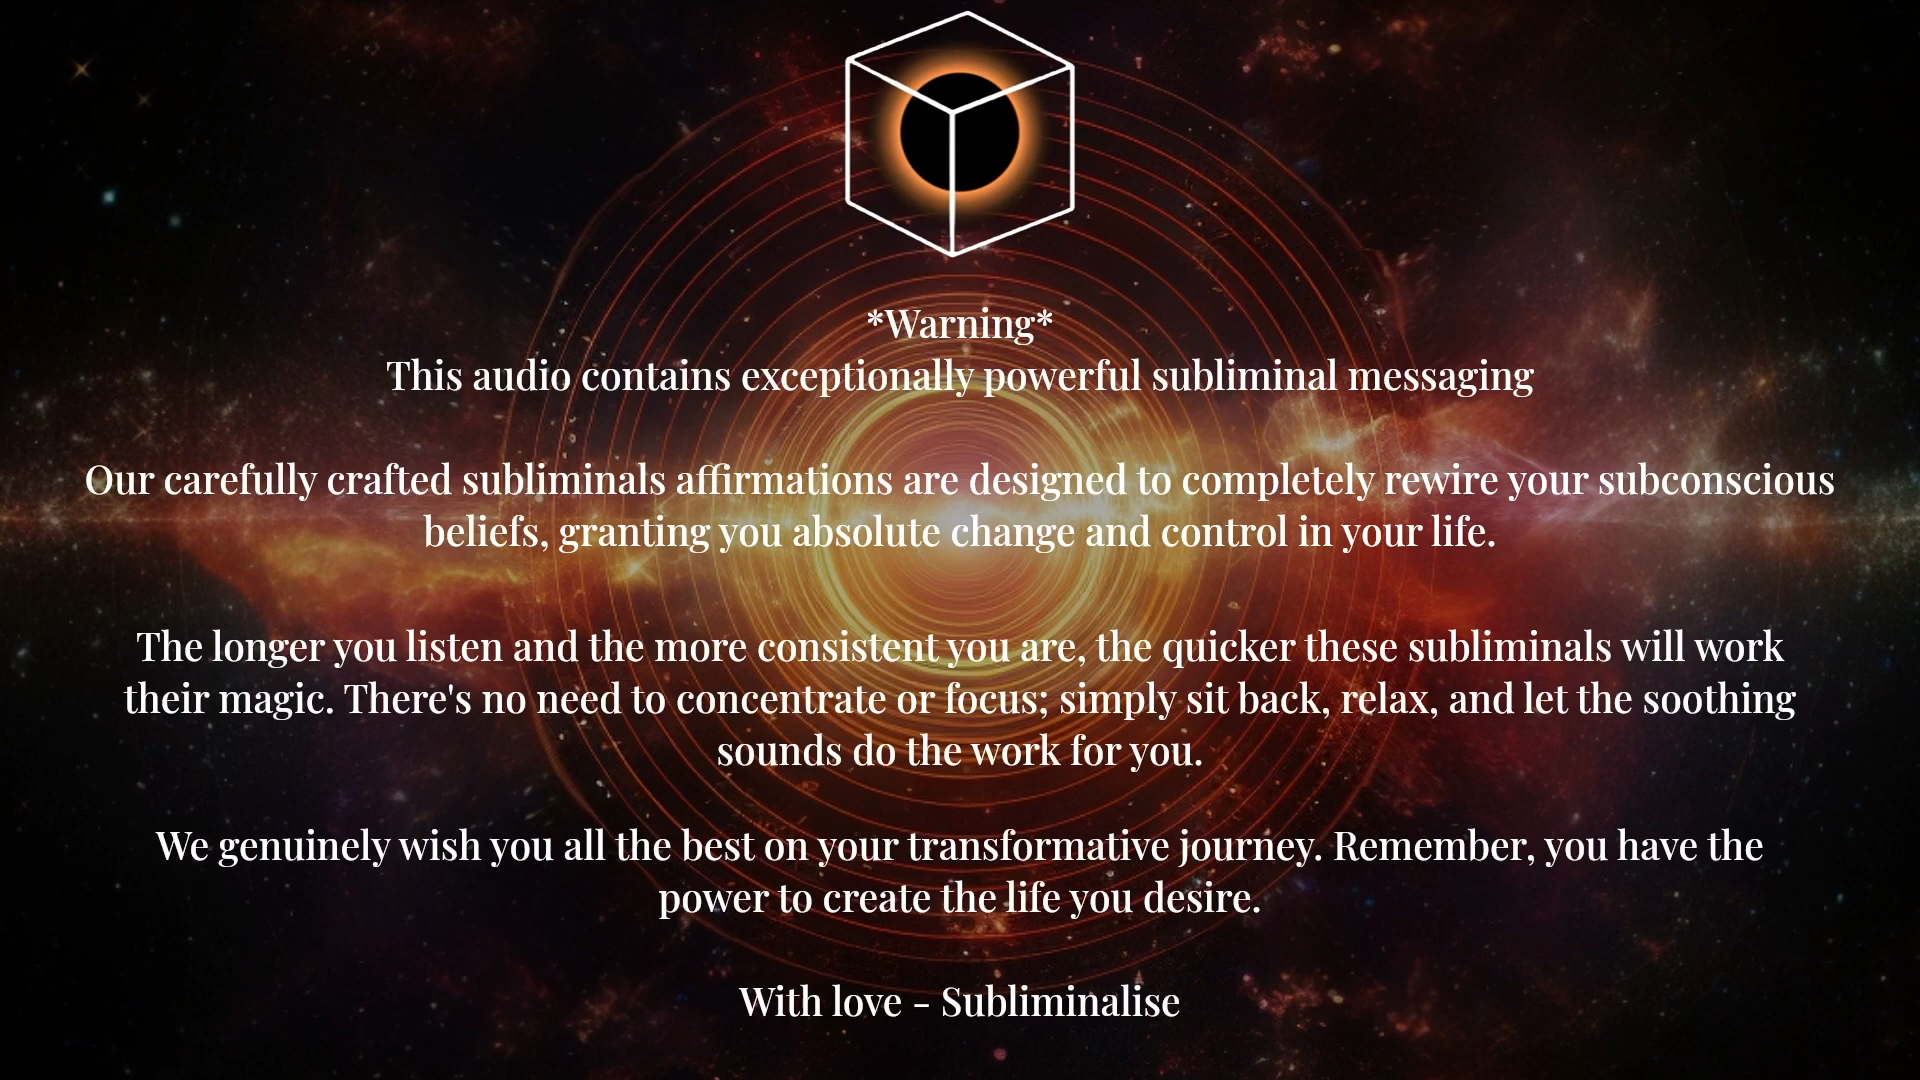 *Warning*
This audio contains exceptionally powerful subliminal messaging
Our carefully crafted subliminals affirmations are designed to completely rewire your subconscious
beliefs, granting you absolute change and control in your life.
The longer you listen and the more consistent you are, the quicker these subliminals will work
their magic. There's no need to concentrate or focus; simply sit back, relax, and let the soothing
sounds do the work for you.
We genuinely wish you all the best on your transformative journey. Remember, you have the
power to create the life you desire.
With love - Subliminalise